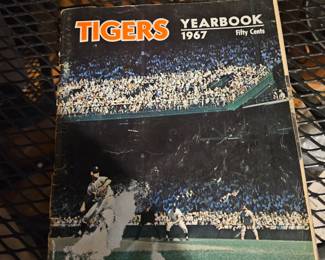 TIGERS YEARBOOK
1967 Fifty Cents